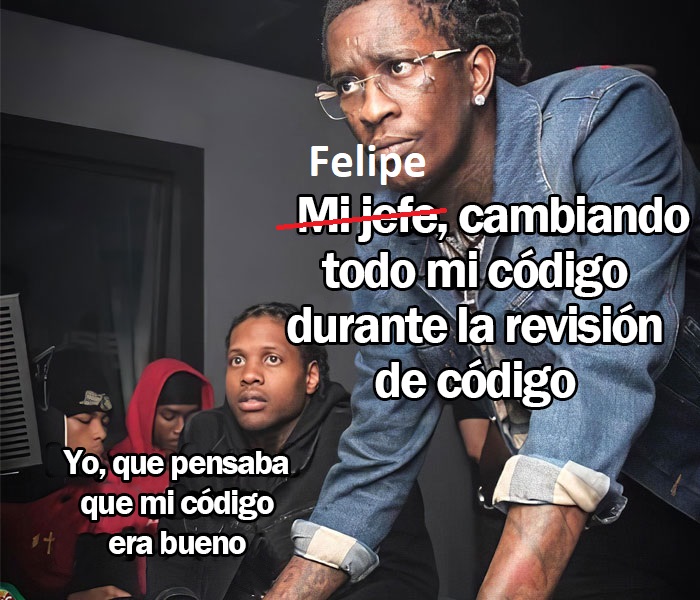 Felipe
Mi jefe, cambiando
todo mi código
durante la revisión
de código
Yo, que pensaba
que mi código
era bueno